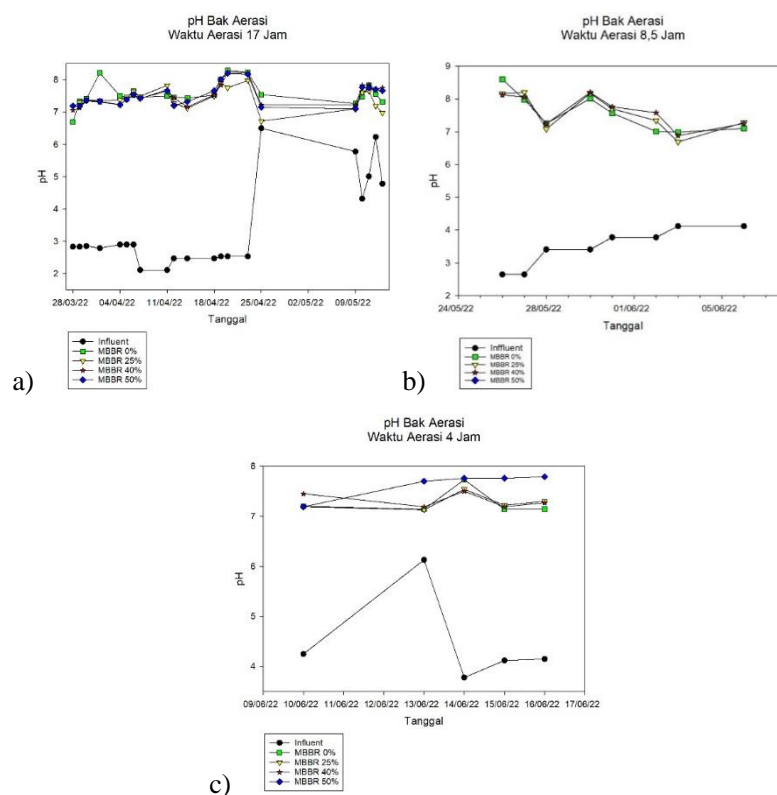 pH Bak Aerasi
Waktu Aerasi 17 Jam
9
8
7
6
5
4
3
2
pH
28/03/22 04/04/22 11/04/22 18/04/22 25/04/22 02/05/22 09/05/22
Tanggal
Influent
MBBR 0%
MBBR 25%
MBBR 40%
MBBR 50%
a)
pH Bak Aerasi
Waktu Aerasi 8,5 Jam
9
8
7
6
5
4
3
2
pH
24/05/22 28/05/22 01/06/22 05/06/22
Tanggal
Inffluent
MBBR 0%
MBBR 25%
MBBR 40%
MBBR 50%
b)
pH Bak Aerasi
Waktu Aerasi 4 Jam
8
7
6
5
4
pH
09/06/22 10/06/22 11/06/22 12/06/22 13/06/22 14/06/22 15/06/22 16/06/22 17/06/22
Tanggal
Influent
MBBR 0%
MBBR 25%
MBBR 40%
MBBR 50%
c)